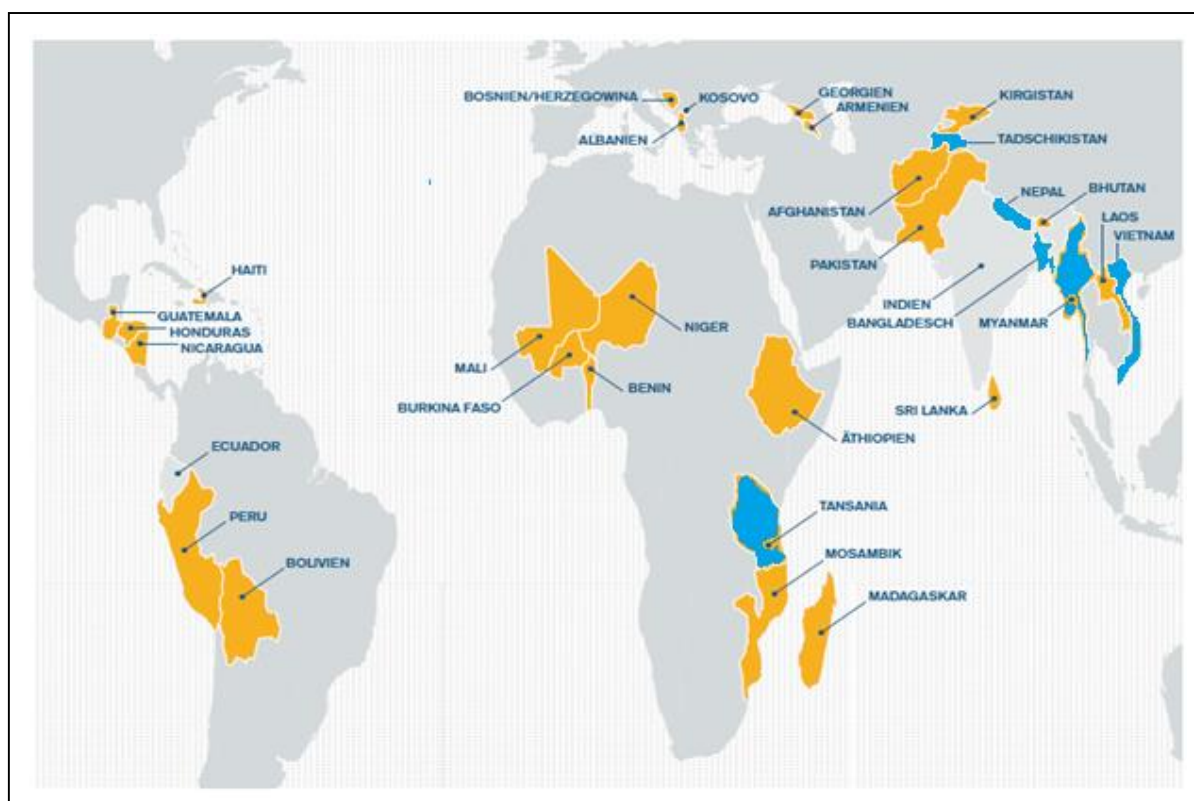 BOSNIEN/HERZEGOWINA
KOSOVO
ALBANIEN
GEORGIEN
ARMENIEN
KIRGISTAN
TADSCHIKISTAN
AFGHANISTAN
PAKISTAN
NEPAL
BHUTAN
LAOS
VIETNAM
INDIEN
BANGLADESCH
MYANMAR
SRI LANKA
HAITI
GUATEMALA
HONDURAS
NICARAGUA
MALI
NIGER
BURKINA FASO
BENIN
ÄTHIOPIEN
ECUADOR
PERU
BOLIVIEN
TANSANIA
MOSAMBIK
MADAGASKAR